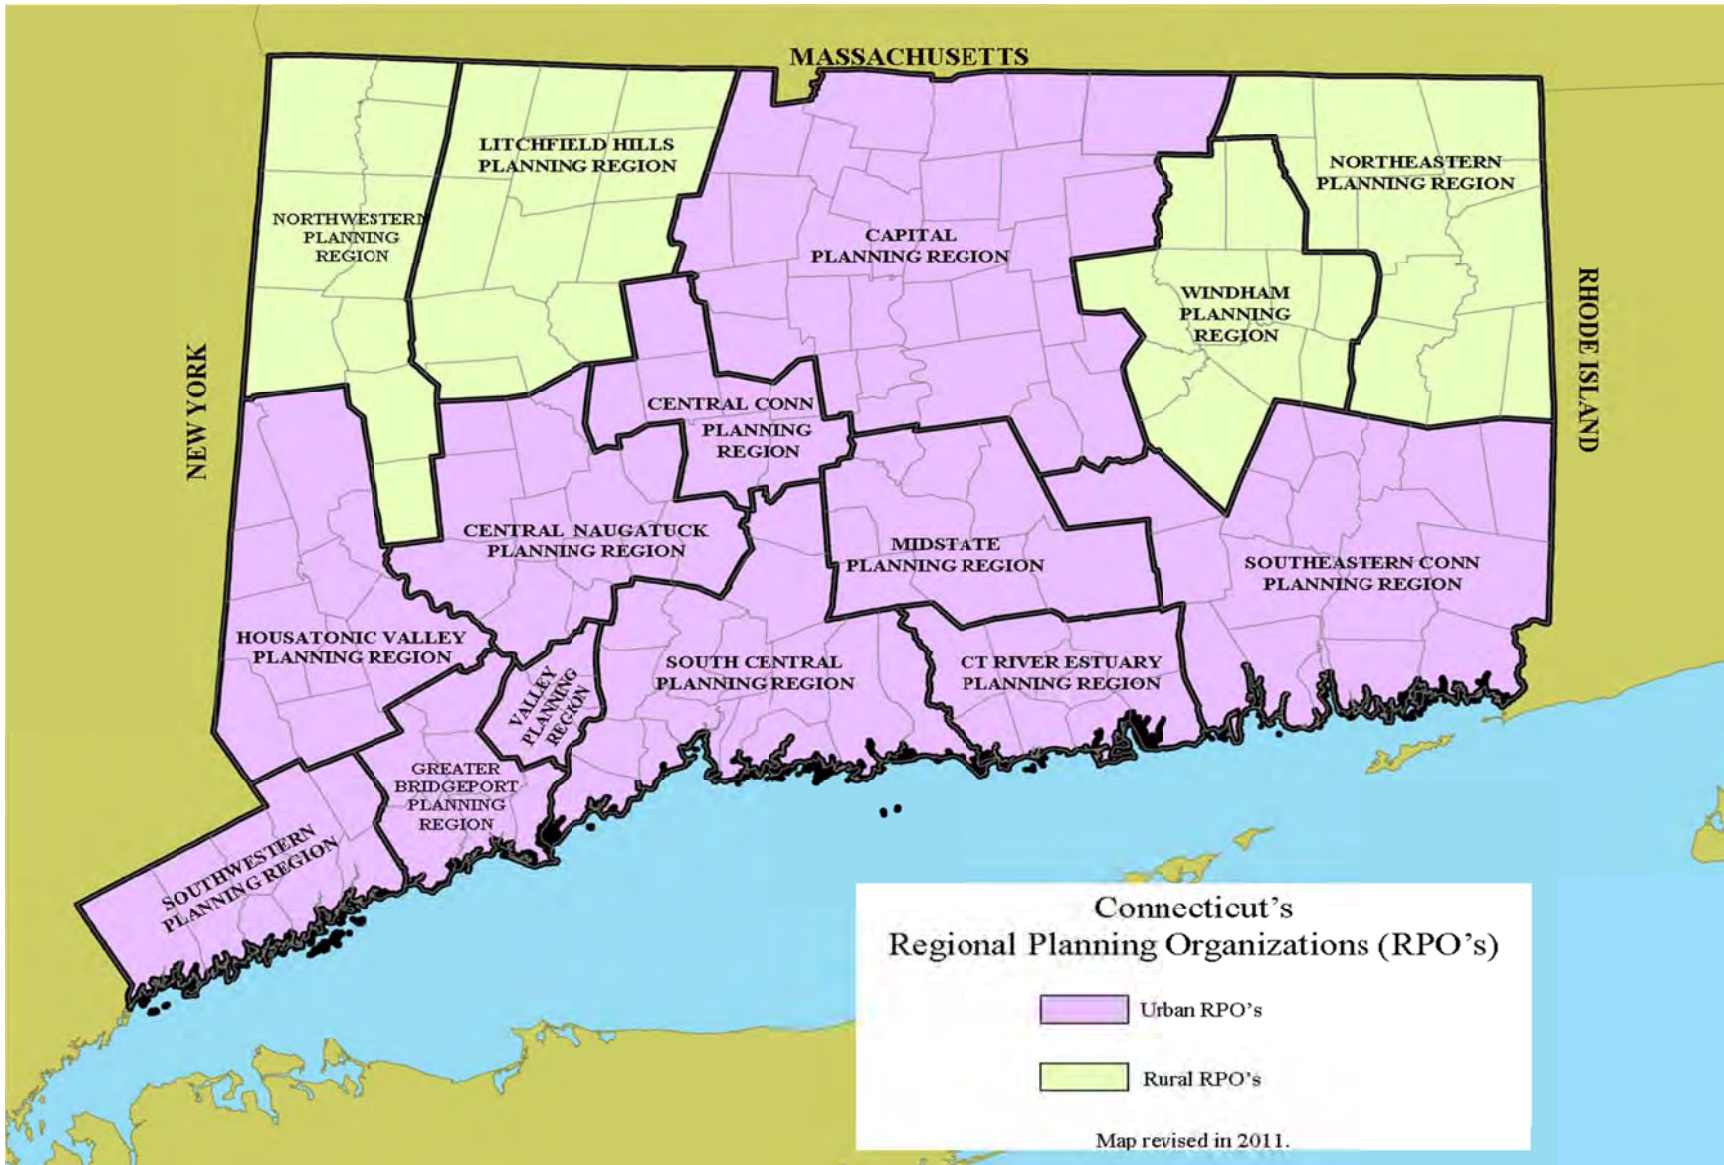 MASSACHUSETTS
LITCHFIELD HILLS
PLANNING REGION
NORTHEASTERN
PLANNING REGION
NORTHWESTERN
PLANNING
REGION
CAPITAL
PLANNING REGION
WINDHAM
PLANNING
REGION
RHODE ISLAND
NEW YORK
CENTRAL CONN
PLANNING
REGION
CENTRAL NAUGATUCK
PLANNING REGION
MIDSTATE
PLANNING REGION
SOUTHEASTERN CONN
PLANNING REGION
HOUSATONIC VALLEY
PLANNING REGION
VALLEY
PLANNING
REGION
SOUTH CENTRAL
PLANNING REGION
CT RIVER ESTUARY
PLANNING REGION
GREATER
BRIDGEPORT
PLANNING
REGION
SOUTHWESTERN
PLANNING REGION
Connecticut's
Regional Planning Organizations (RPO's)
Urban RPO's
Rural RPO's
Map revised in 2011.